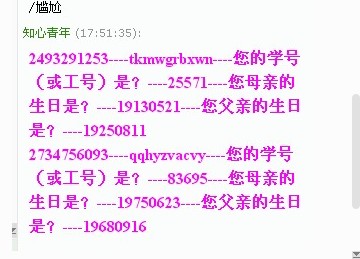 /尴尬
知心青年 (17:51:35):
2493291253----tkmwgrbxwn----您的学号
（或工号）是？----25571----您母亲的
生日是？----19130521----您父亲的生日
是？----19250811
2734756093----qqhyzvacvy----您的学号
（或工号）是？----83695----您母亲的
生日是？----19750623----您父亲的生日
是？----19680916